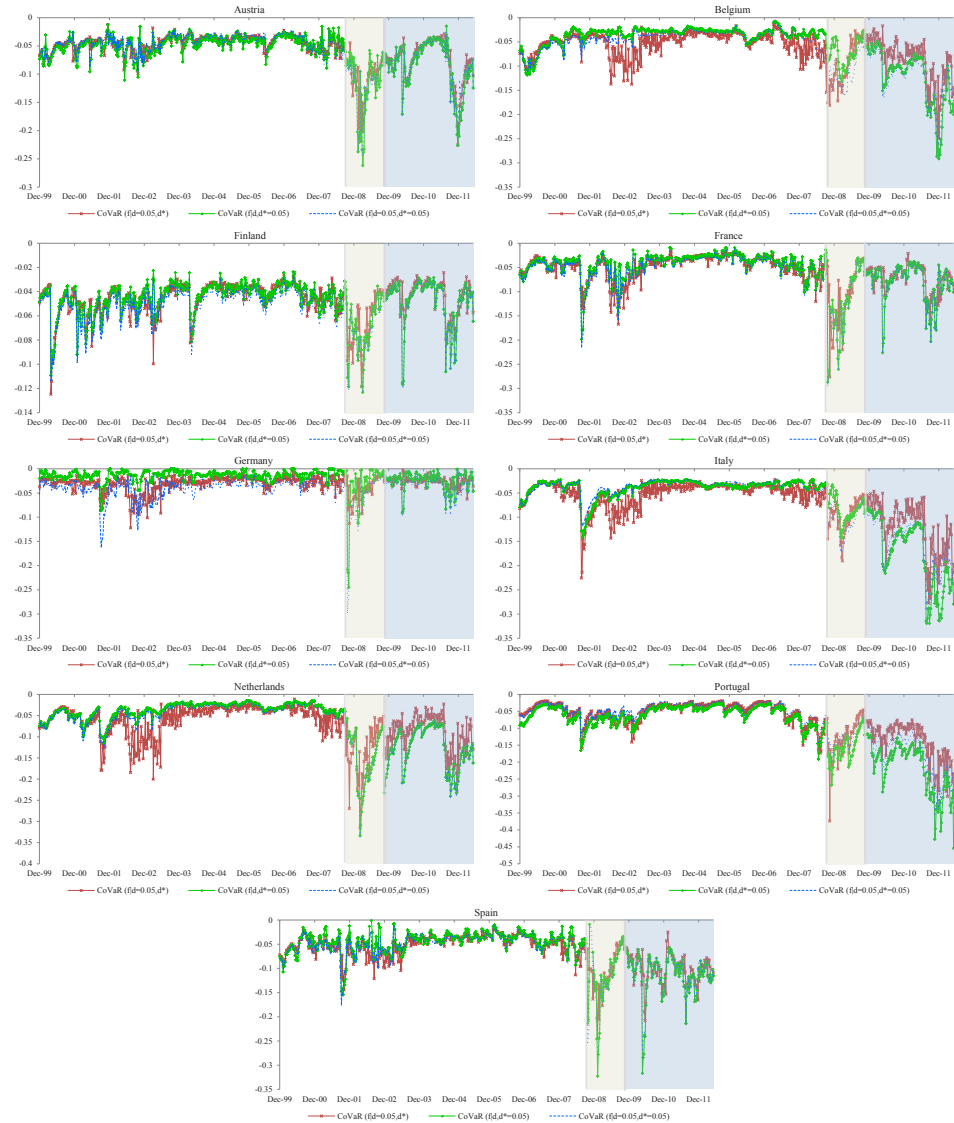 Austria
0
-0.05
-0.1
-0.15
-0.2
-0.25
-0.3
Dec-99 Dec-00 Dec-01 Dec-02 Dec-03 Dec-04 Dec-05 Dec-06 Dec-07 Dec-08 Dec-09 Dec-10 Dec-11
CoVaR (f|d=0.05,d*) CoVaR (f|d,d*=0.05) CoVaR (f|d=0.05,d*=0.05)
Belgium
0
-0.05
-0.1
-0.15
-0.2
-0.25
-0.3
-0.35
Dec-99 Dec-00 Dec-01 Dec-02 Dec-03 Dec-04 Dec-05 Dec-06 Dec-07 Dec-08 Dec-09 Dec-10 Dec-11
CoVaR (f|d=0.05,d*) CoVaR (f|d,d*=0.05) CoVaR (f|d=0.05,d*=0.05)
Finland
0
-0.02
-0.04
-0.06
-0.08
-0.1
-0.12
-0.14
Dec-99 Dec-00 Dec-01 Dec-02 Dec-03 Dec-04 Dec-05 Dec-06 Dec-07 Dec-08 Dec-09 Dec-10 Dec-11
CoVaR (f|d=0.05,d*) CoVaR (f|d,d*=0.05) CoVaR (f|d=0.05,d*=0.05)
France
0
-0.05
-0.1
-0.15
-0.2
-0.25
-0.3
-0.35
Dec-99 Dec-00 Dec-01 Dec-02 Dec-03 Dec-04 Dec-05 Dec-06 Dec-07 Dec-08 Dec-09 Dec-10 Dec-11
CoVaR (f|d=0.05,d*) CoVaR (f|d,d*=0.05) CoVaR (f|d=0.05,d*=0.05)
Germany
0
-0.05
-0.1
-0.15
-0.2
-0.25
-0.3
-0.35
Dec-99 Dec-00 Dec-01 Dec-02 Dec-03 Dec-04 Dec-05 Dec-06 Dec-07 Dec-08 Dec-09 Dec-10 Dec-11
CoVaR (f|d=0.05,d*) CoVaR (f|d,d*=0.05) CoVaR (f|d=0.05,d*=0.05)
Italy
0
-0.05
-0.1
-0.15
-0.2
-0.25
-0.3
-0.35
Dec-99 Dec-00 Dec-01 Dec-02 Dec-03 Dec-04 Dec-05 Dec-06 Dec-07 Dec-08 Dec-09 Dec-10 Dec-11
CoVaR (f|d=0.05,d*) CoVaR (f|d,d*=0.05) CoVaR (f|d=0.05,d*=0.05)
Netherlands
0
-0.05
-0.1
-0.15
-0.2
-0.25
-0.3
-0.35
-0.4
Dec-99 Dec-00 Dec-01 Dec-02 Dec-03 Dec-04 Dec-05 Dec-06 Dec-07 Dec-08 Dec-09 Dec-10 Dec-11
CoVaR (f|d=0.05,d*) CoVaR (f|d,d*=0.05) CoVaR (f|d=0.05,d*=0.05)
Portugal
0
-0.05
-0.1
-0.15
-0.2
-0.25
-0.3
-0.35
-0.4
-0.45
-0.5
Dec-99 Dec-00 Dec-01 Dec-02 Dec-03 Dec-04 Dec-05 Dec-06 Dec-07 Dec-08 Dec-09 Dec-10 Dec-11
CoVaR (f|d=0.05,d*) CoVaR (f|d,d*=0.05) CoVaR (f|d=0.05,d*=0.05)
Spain
0
-0.05
-0.1
-0.15
-0.2
-0.25
-0.3
-0.35
Dec-99 Dec-00 Dec-01 Dec-02 Dec-03 Dec-04 Dec-05 Dec-06 Dec-07 Dec-08 Dec-09 Dec-10 Dec-11
CoVaR (f|d=0.05,d*) CoVaR (f|d,d*=0.05) CoVaR (f|d=0.05,d*=0.05)